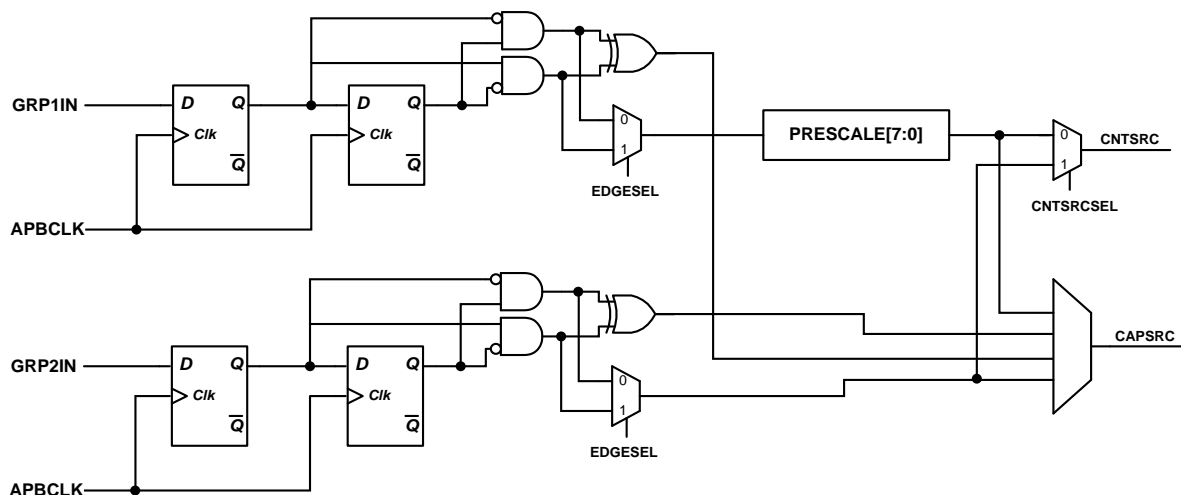 GRP1IN
D
Q
Clk
Q
D
Q
Clk
Q
0
1
EDGESEL
PRESCALE[7:0]
0
1
CNTSRC
CNTSRCSEL
APBCLK
GRP2IN
D
Q
Clk
Q
D
Q
Clk
Q
0
1
EDGESEL
CAPSRC
APBCLK